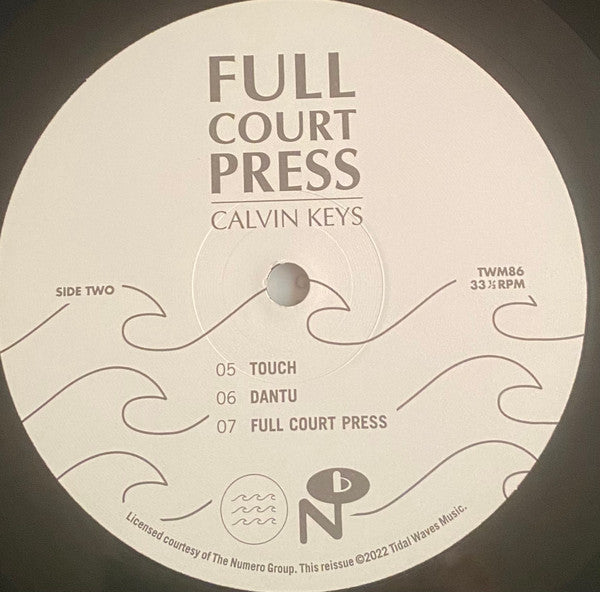 FULL
COURT
PRESS
CALVIN KEYS
SIDE TWO
TWM86
33 ⅓ RPM
05 TOUCH
06 DANTU
07 FULL COURT PRESS
Nb
Licensed courtesy of The Numero Group. This reissue ©2022 Tidal Waves Music.